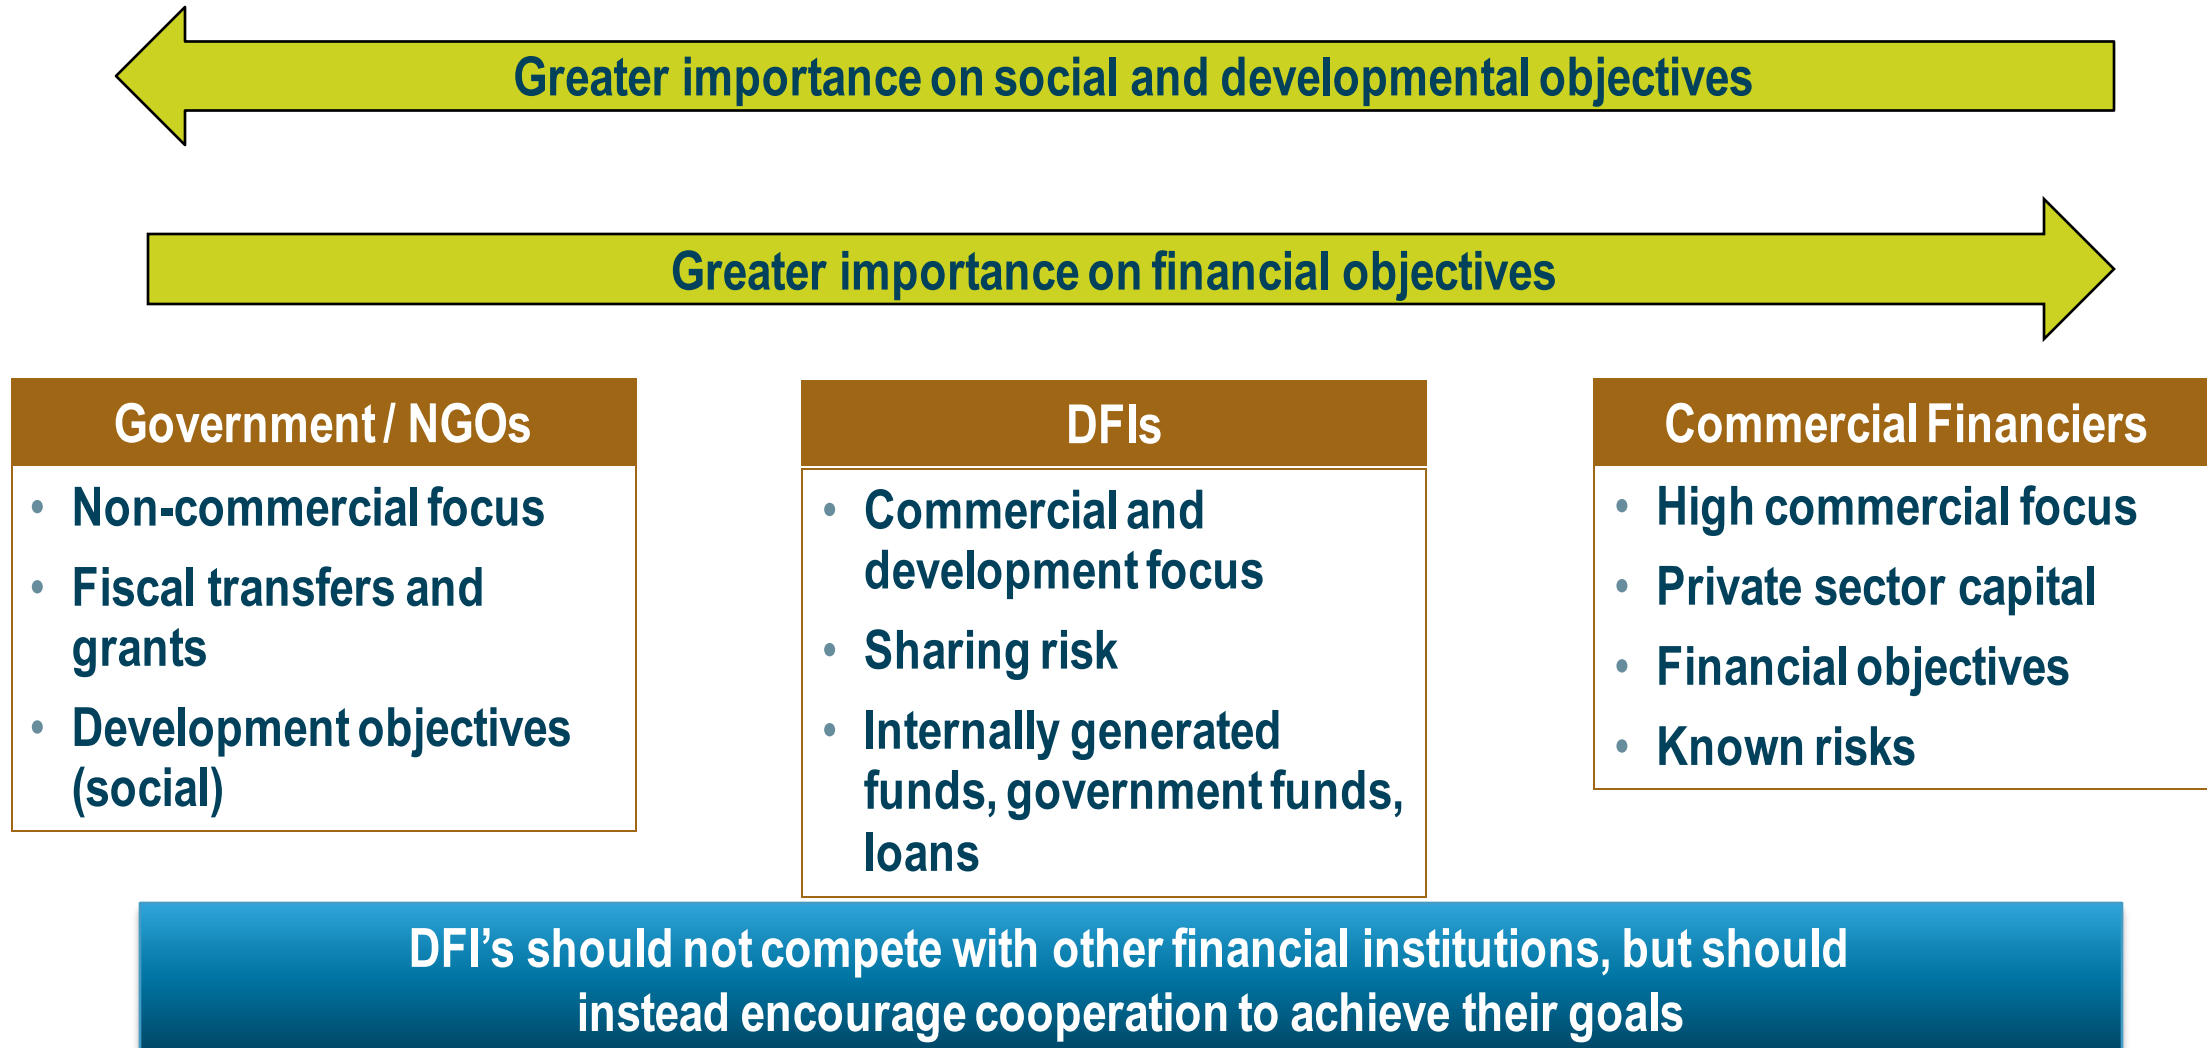 Greater importance on social and developmental objectives
Greater importance on financial objectives
Government / NGOs
• Non-commercial focus
• Fiscal transfers and
grants
• Development objectives
(social)
DFIs
• Commercial and
development focus
• Sharing risk
• Internally generated
funds, government funds,
loans
Commercial Financiers
• High commercial focus
• Private sector capital
• Financial objectives
• Known risks
DFI’s should not compete with other financial institutions, but should
instead encourage cooperation to achieve their goals